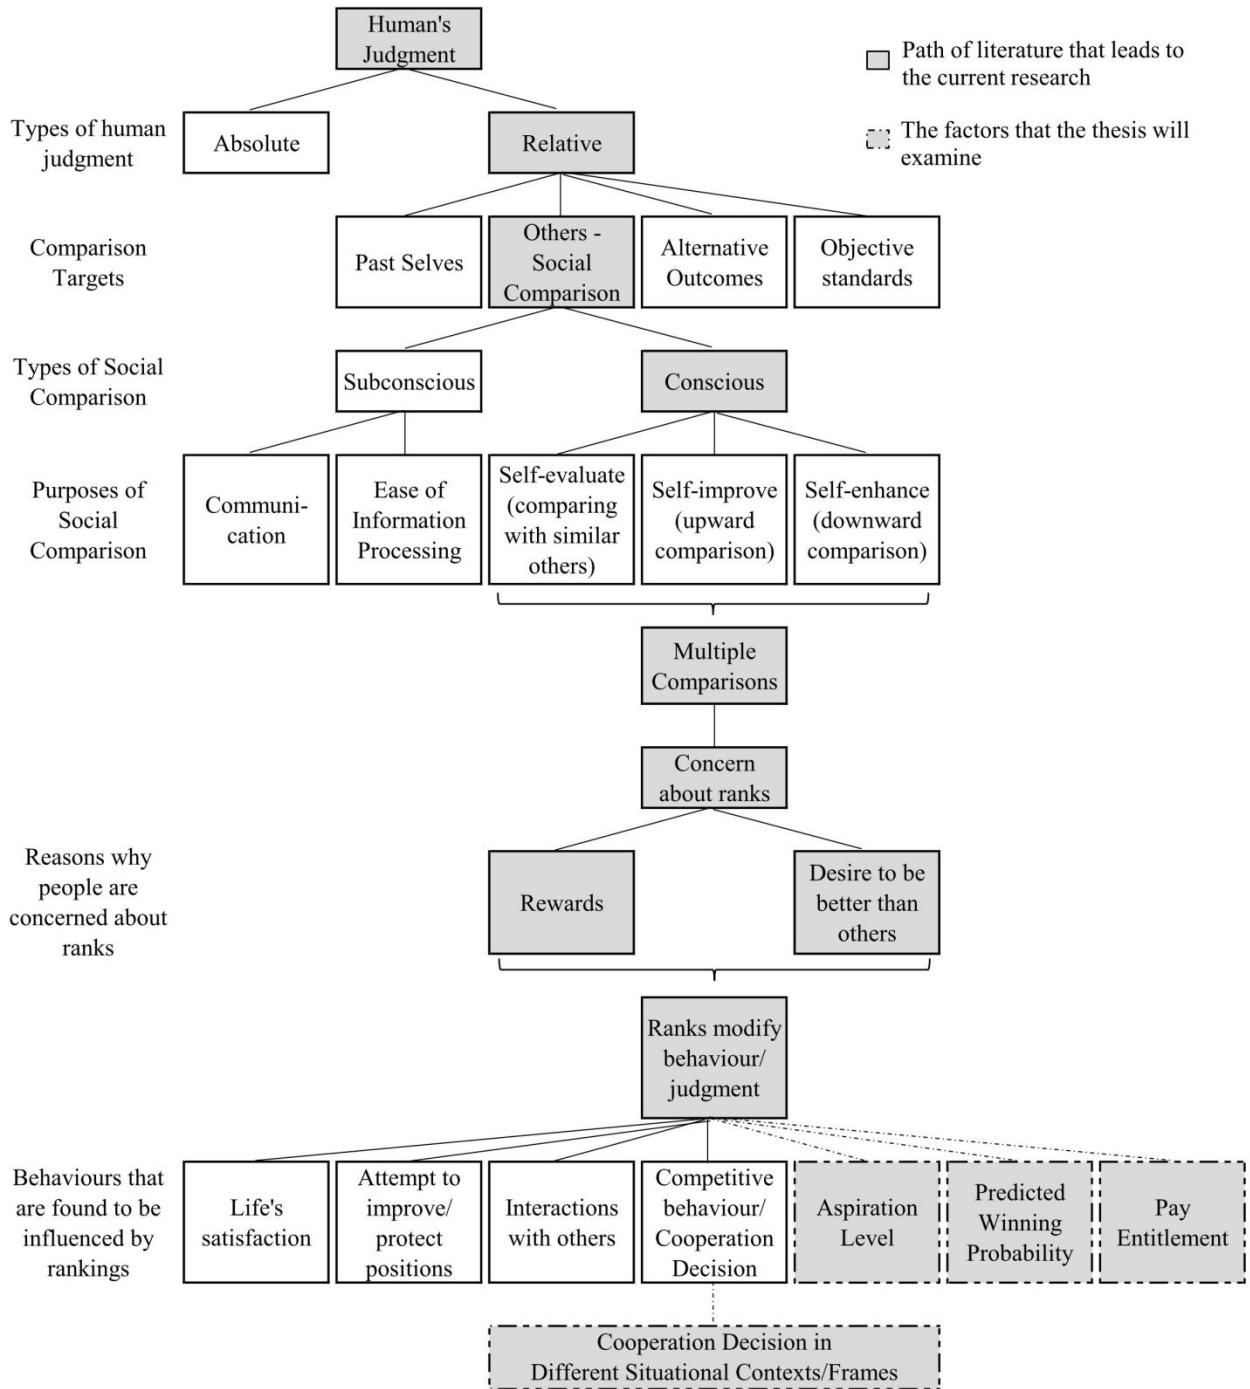 Human's
Judgment
Path of literature that leads to
the current research
The factors that the thesis will
examine
Types of human
judgment
Absolute
Relative
Comparison
Targets
Past Selves
Others -
Social
Comparison
Alternative
Outcomes
Objective
standards
Types of Social
Comparison
Subconscious
Conscious
Purposes of
Social
Comparison
Communi-
cation
Ease of
Information
Processing
Self-evaluate
(comparing
with similar
others)
Self-improve
(upward
comparison)
Self-enhance
(downward
comparison)
Multiple
Comparisons
Concern
about ranks
Reasons why
people are
concerned about
ranks
Rewards
Desire to be
better than
others
Ranks modify
behaviour/
judgment
Behaviours that
are found to be
influenced by
rankings
Life's
satisfaction
Attempt to
improve/
protect
positions
Interactions
with others
Competitive
behaviour/
Cooperation
Decision
Aspiration
Level
Predicted
Winning
Probability
Pay
Entitlement
Cooperation Decision in
Different Situational Contexts/Frames